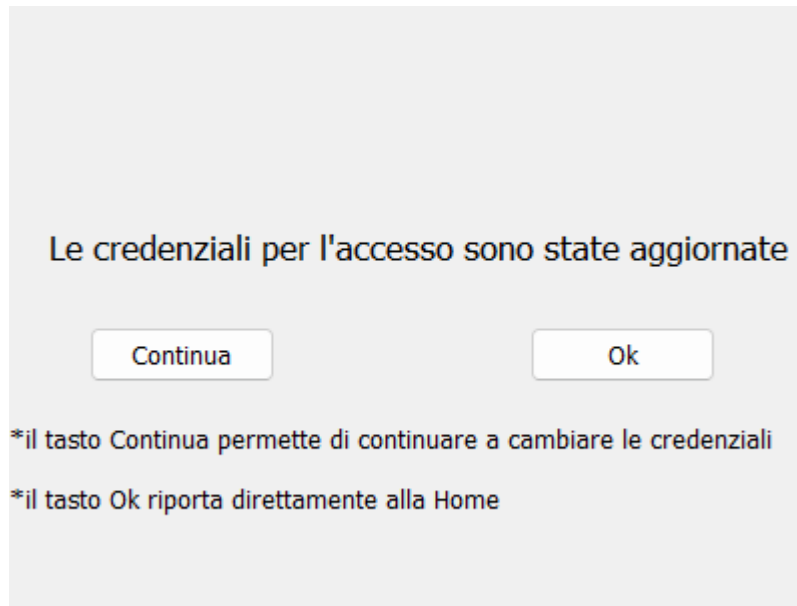 Le credenziali per l'accesso sono state aggiornate
Continua
Ok
*il tasto Continua permette di continuare a cambiare le credenziali
*il tasto Ok riporta direttamente alla Home